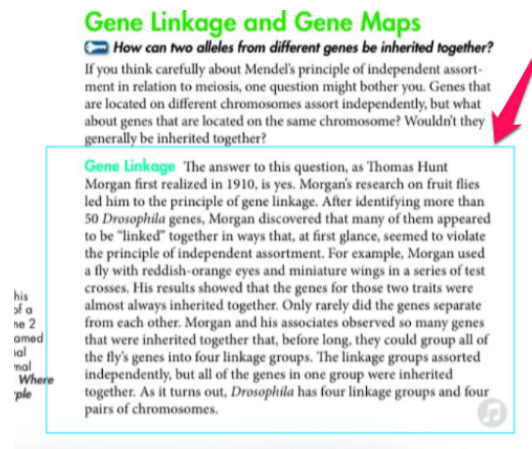 Gene Linkage and Gene Maps
How can two alleles from different genes be inherited together?
If you think carefully about Mendel's principle of independent assort-
ment in relation to meiosis, one question might bother you. Genes that
are located on different chromosomes assort independently, but what
about genes that are located on the same chromosome? Wouldn't they
generally be inherited together?
Gene Linkage The answer to this question, as Thomas Hunt
Morgan first realized in 1910, is yes. Morgan's research on fruit flies
led him to the principle of gene linkage. After identifying more than
50 Drosophila genes, Morgan discovered that many of them appeared
to be "linked" together in ways that, at first glance, seemed to violate
the principle of independent assortment. For example, Morgan used
a fly with reddish-orange eyes and miniature wings in a series of test
crosses. His results showed that the genes for those two traits were
almost always inherited together. Only rarely did the genes separate
from each other. Morgan and his associates observed so many genes
that were inherited together that, before long, they could group all of
the fly's genes into four linkage groups. The linkage groups assorted
independently, but all of the genes in one group were inherited
together. As it turns out, Drosophila has four linkage groups and four
pairs of chromosomes.
his
of a
ne 2
amed
nal
mal
Where
ple